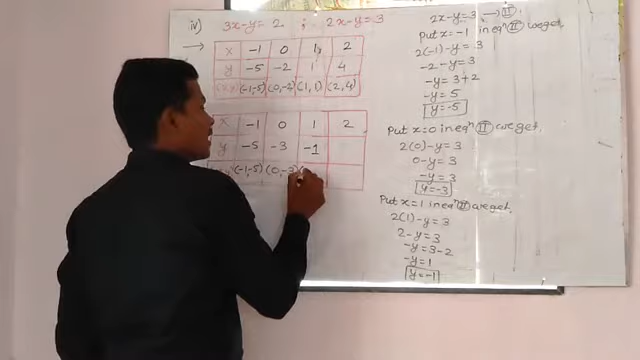 iv) 3x-y= 2 ; 2x-y=3
x -1 0 1 2
y -5 -2 1 4
(x,y) (-1,-5) (0,-2) (1,1) (2,4)
x -1 0 1 2
y -5 -3 -1
(-1,-5) (0,-3) (
2x-y=3 → II
put x=-1 in eqn II we get,
2(-1)-y= 3
-2-y= 3
-y= 3+2
-y= 5
y=-5
Put x=0 in eqn II we get,
2(0)-y= 3
0-y= 3
-y= 3
y=-3
Put x=1 in eqn II we get,
2(1)-y= 3
2-y= 3
-y= 3-2
-y= 1
y=-1